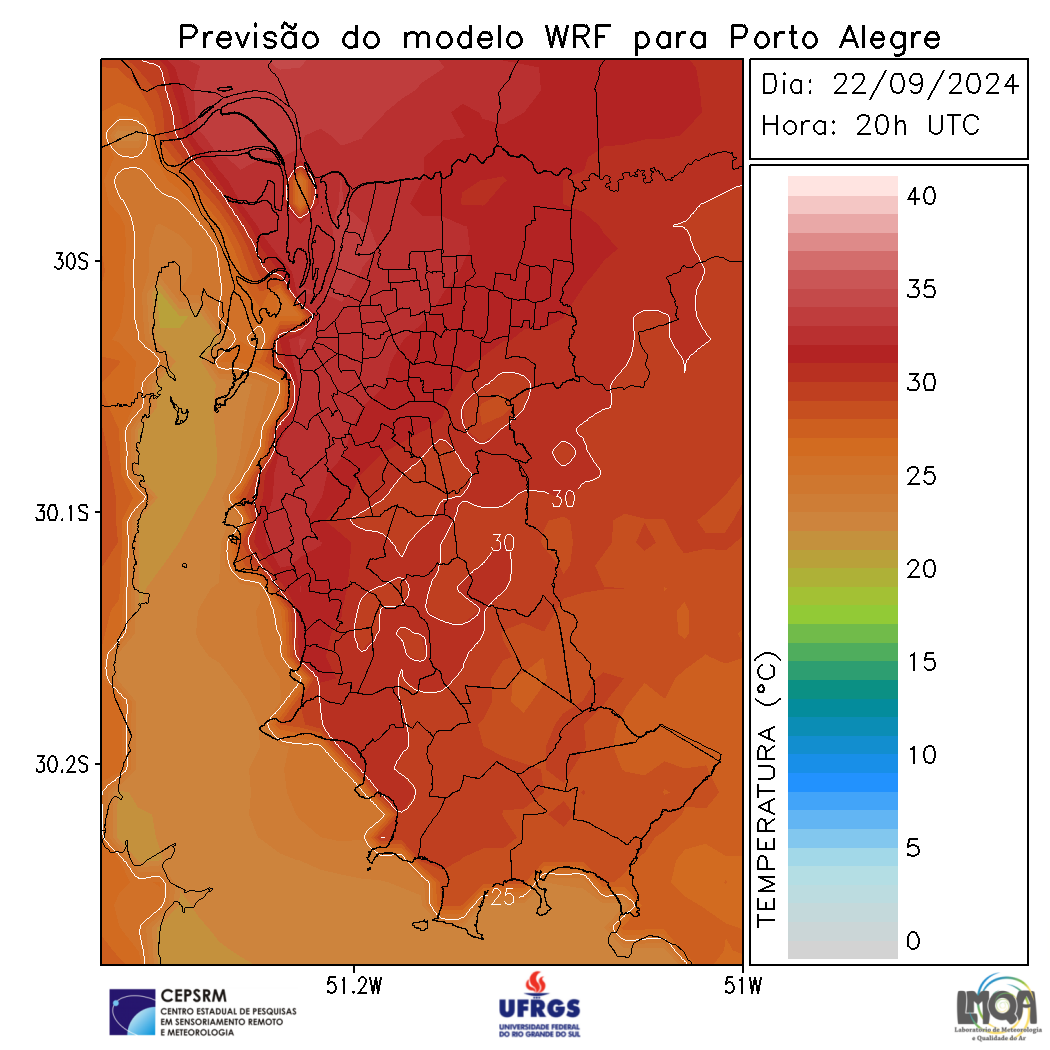 Previsão do modelo WRF para Porto Alegre
Dia: 22/09/2024
Hora: 20h UTC
40
35
30
25
20
15
10
5
0
TEMPERATURA (°C)
30S
30.1S
30.2S
51.2W
51W
30
30
25
CEPSRM
CENTRO ESTADUAL DE PESQUISAS
EM SENSORIAMENTO REMOTO
E METEOROLOGIA
UFRGS
UNIVERSIDADE FEDERAL
DO RIO GRANDE DO SUL
LMQA
Laboratório de Meteorologia
e Qualidade do Ar